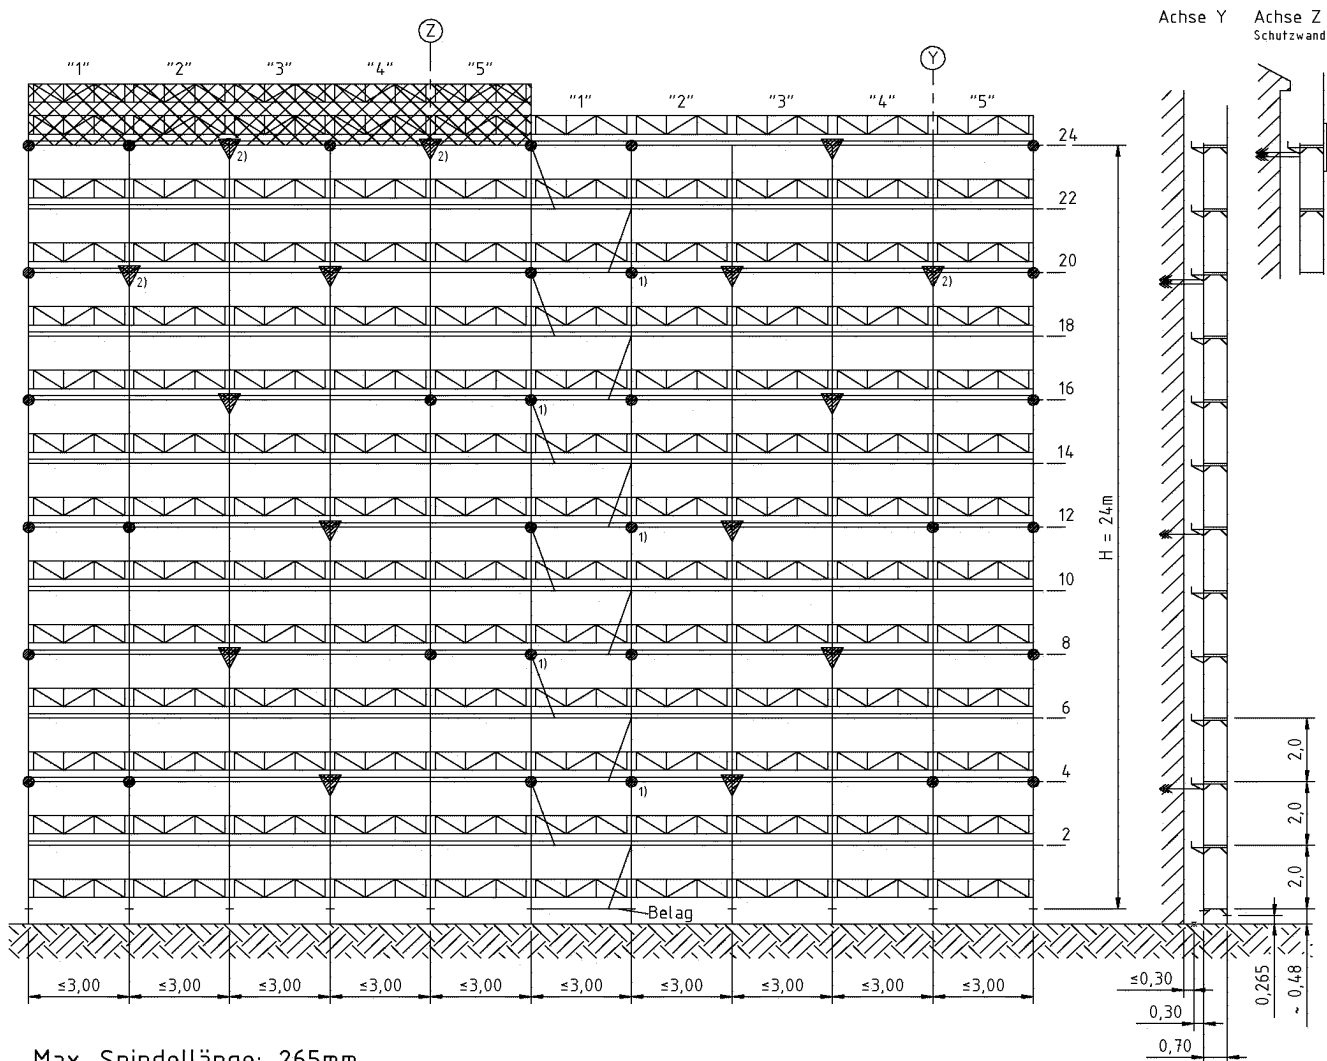 Achse Y Achse Z
Schutzwand
Z
Y
"1" "2" "3" "4" "5"
"1" "2" "3" "4" "5"
24
2) 2)
22
20
2) 1) 2)
18
16
1)
14
12
1)
10
8
1)
6
4
1)
2
H = 24m
2,0
2,0
2,0
Belag
≤3,00 ≤3,00 ≤3,00 ≤3,00 ≤3,00 ≤3,00 ≤3,00 ≤3,00 ≤3,00 ≤3,00
≤0,30
0,30
0,70
0,265
~ 0,48
Max. Spindellänge: 265mm